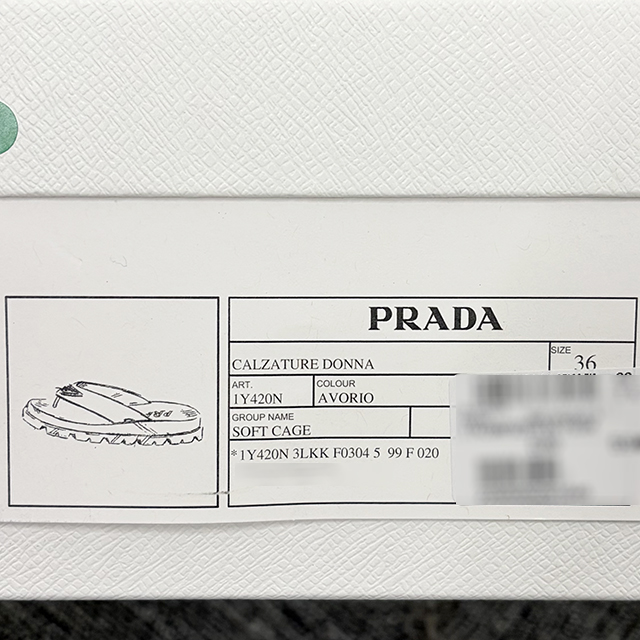 PRADA
CALZATURE DONNA
SIZE
36
ART.
1Y420N
COLOUR
AVORIO
GROUP NAME
SOFT CAGE
*1Y420N 3LKK F0304 5 99 F 020